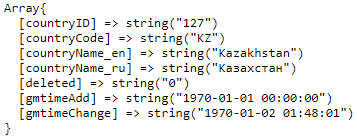 Array{
  [countryID] => string("127")
  [countryCode] => string("KZ")
  [countryName_en] => string("Kazakhstan")
  [countryName_ru] => string("Казахстан")
  [deleted] => string("0")
  [gmtimeAdd] => string("1970-01-01 00:00:00")
  [gmtimeChange] => string("1970-01-02 01:48:01")
}